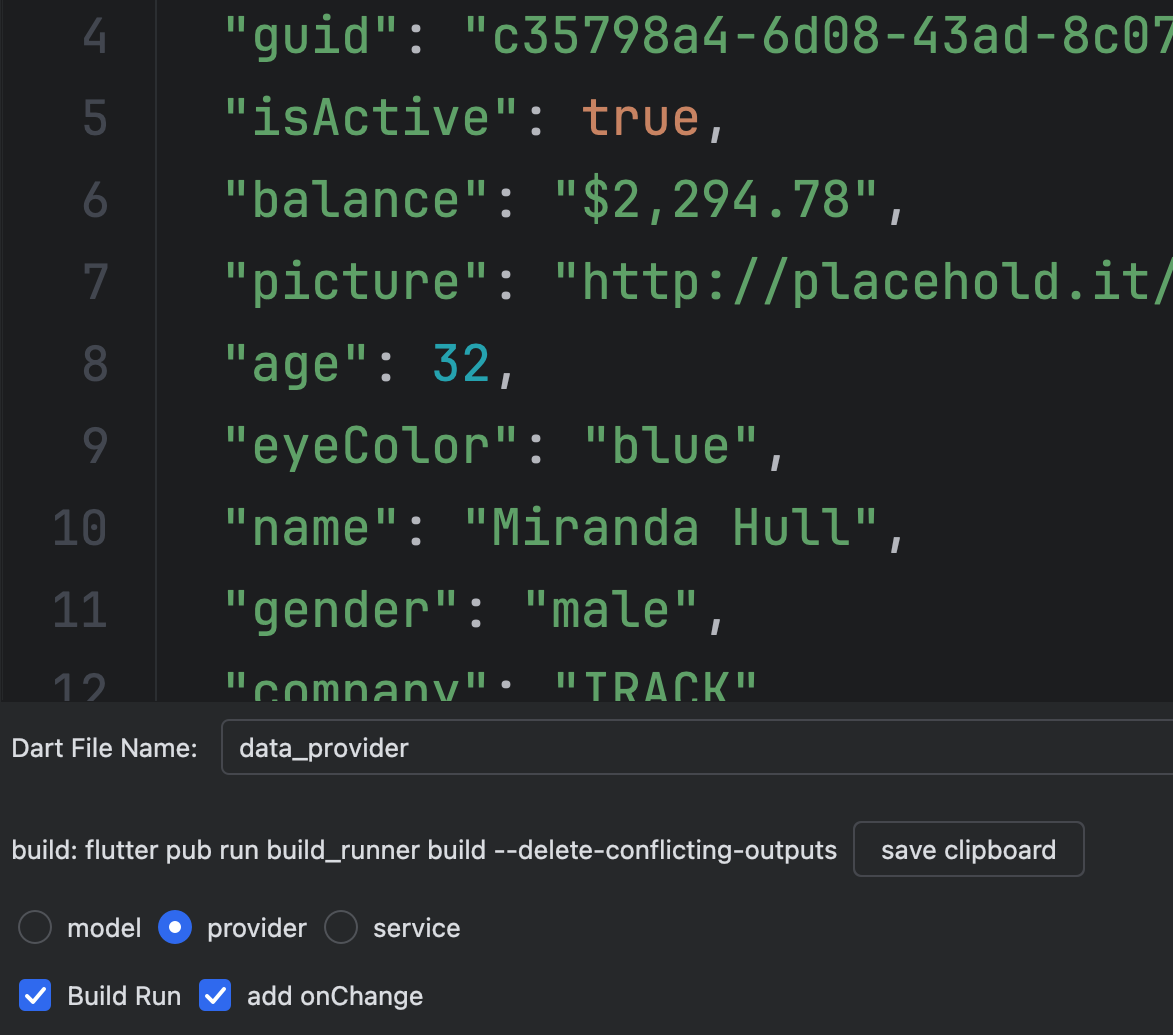 4 "guid": "c35798a4-6d08-43ad-8c07
5 "isActive": true,
6 "balance": "$2,294.78",
7 "picture": "http://placehold.it/
8 "age": 32,
9 "eyeColor": "blue",
10 "name": "Miranda Hull",
11 "gender": "male",
12 "company": "TRACK"
Dart File Name: data_provider
build: flutter pub run build_runner build --delete-conflicting-outputs save clipboard
model provider service
Build Run add onChange